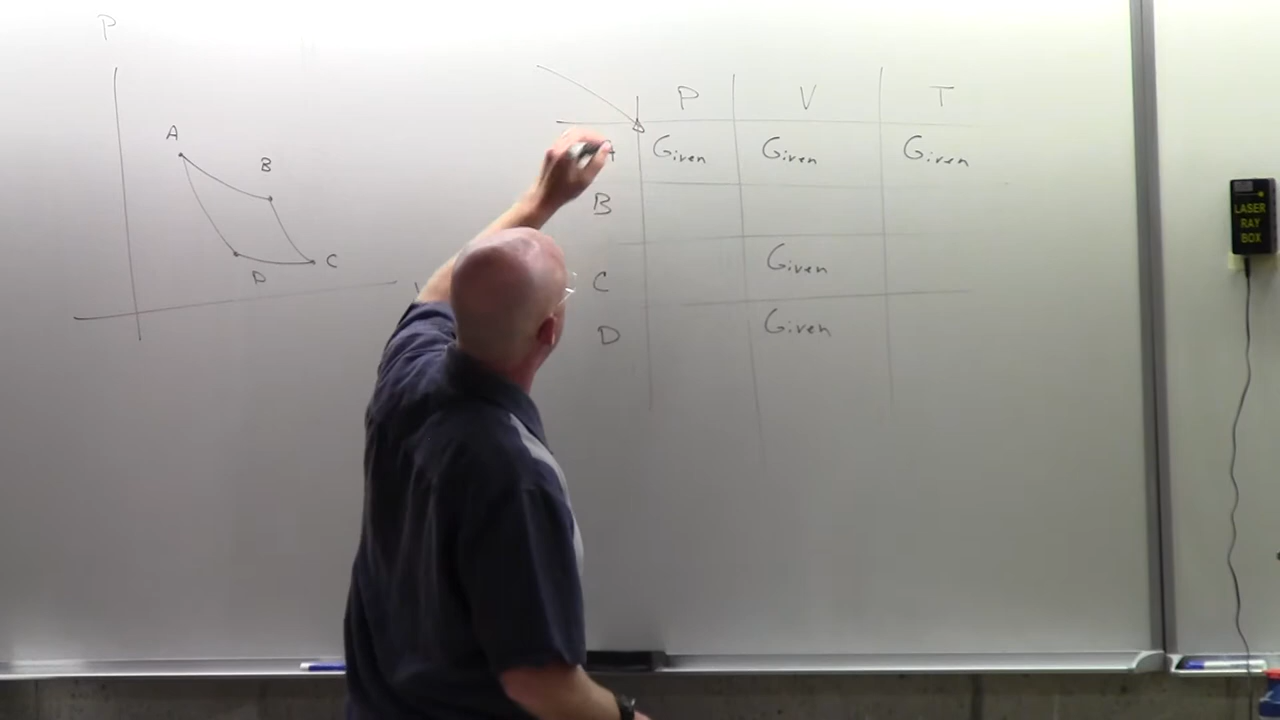 P
A
B
C
D
P V T
A Given Given Given
B
C Given
D Given
LASER
RAY
BOX